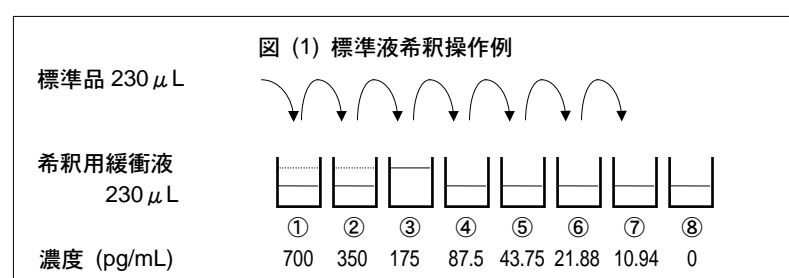 図 (1) 標準液希釈操作例
標準品 230μL
希釈用緩衝液
230μL
① ② ③ ④ ⑤ ⑥ ⑦ ⑧
濃度 (pg/mL) 700 350 175 87.5 43.75 21.88 10.94 0